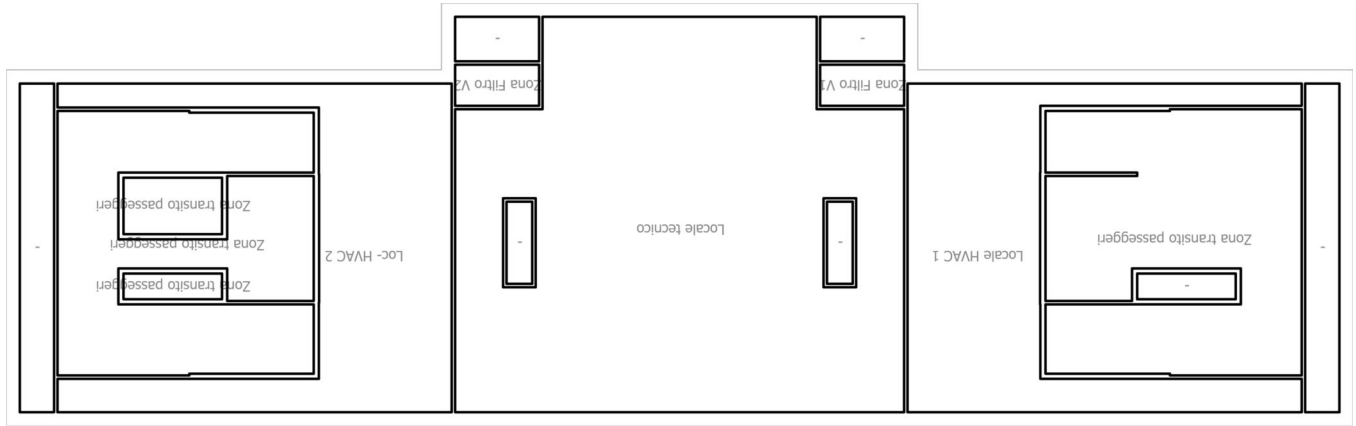 -
Zona transito passeggeri
Locale HVAC 1
Loc- HVAC 2
-
-
-
Zona transito passeggeri
-
Zona transito passeggeri
Locale tecnico
Zona transito passeggeri
Zona Filtro V1
Zona Filtro V2
-
-